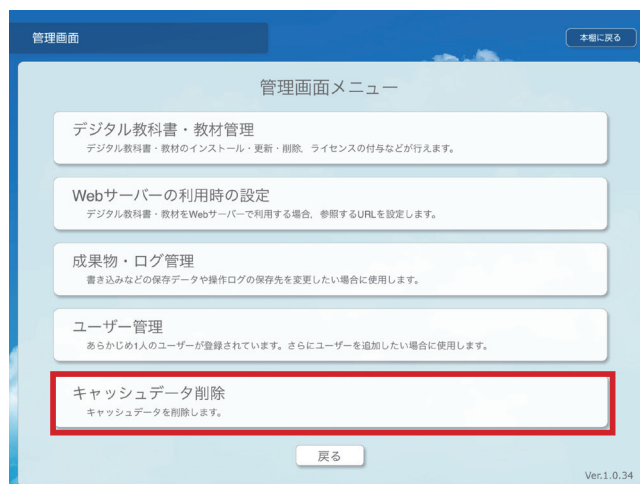 管理画面
本棚に戻る
管理画面メニュー
デジタル教科書・教材管理
デジタル教科書・教材のインストール・更新・削除、ライセンスの付与などが行えます。
Webサーバーの利用時の設定
デジタル教科書・教材をWebサーバーで利用する場合、参照するURLを設定します。
成果物・ログ管理
書き込みなどの保存データや操作ログの保存先を変更したい場合に使用します。
ユーザー管理
あらかじめ1人のユーザーが登録されています。さらにユーザーを追加したい場合に使用します。
キャッシュデータ削除
キャッシュデータを削除します。
戻る
Ver.1.0.34